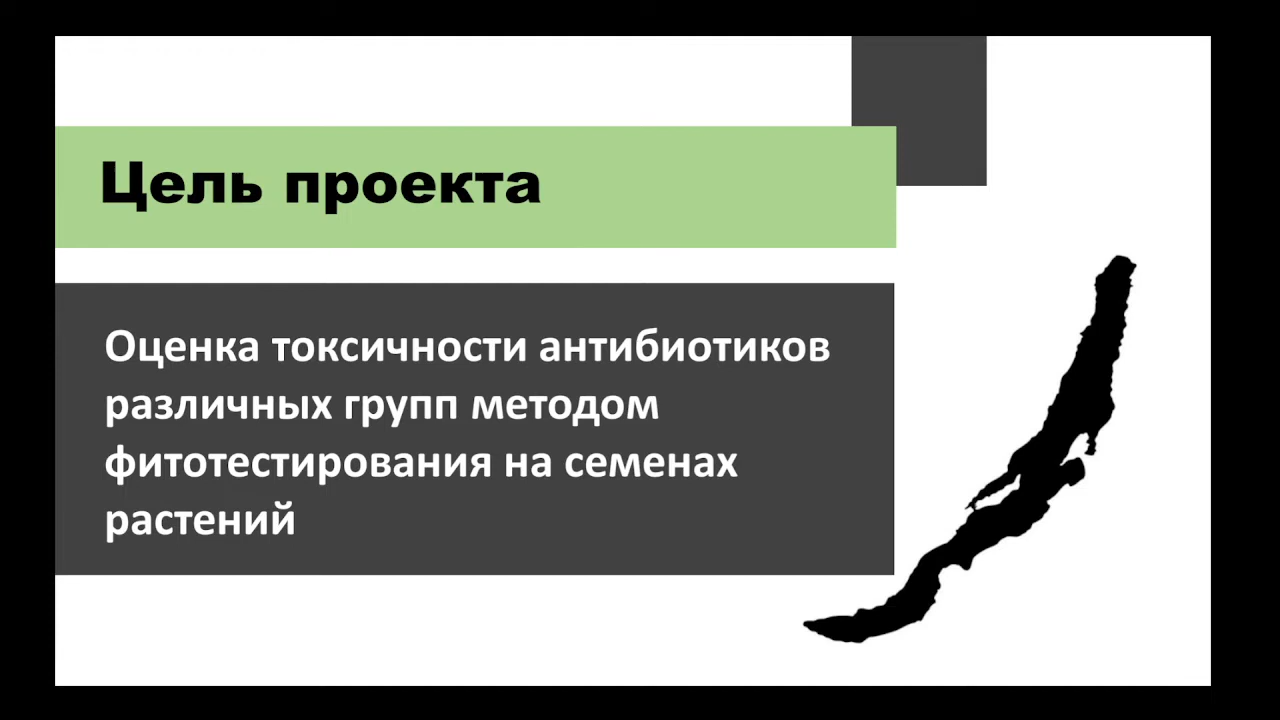 Цель проекта
Оценка токсичности антибиотиков
различных групп методом
фитотестирования на семенах
растений